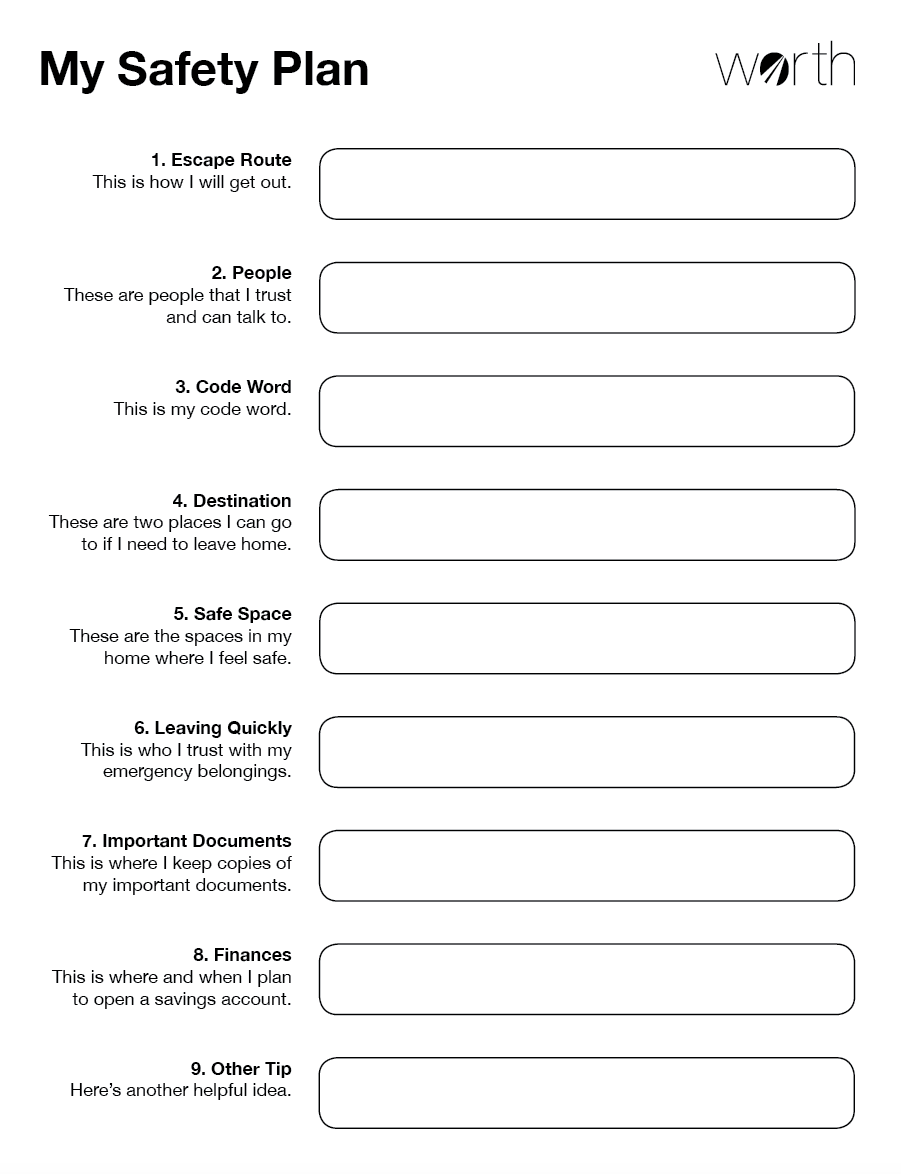 My Safety Plan
worth
1. Escape Route
This is how I will get out.
2. People
These are people that I trust
and can talk to.
3. Code Word
This is my code word.
4. Destination
These are two places I can go
to if I need to leave home.
5. Safe Space
These are the spaces in my
home where I feel safe.
6. Leaving Quickly
This is who I trust with my
emergency belongings.
7. Important Documents
This is where I keep copies of
my important documents.
8. Finances
This is where and when I plan
to open a savings account.
9. Other Tip
Here’s another helpful idea.